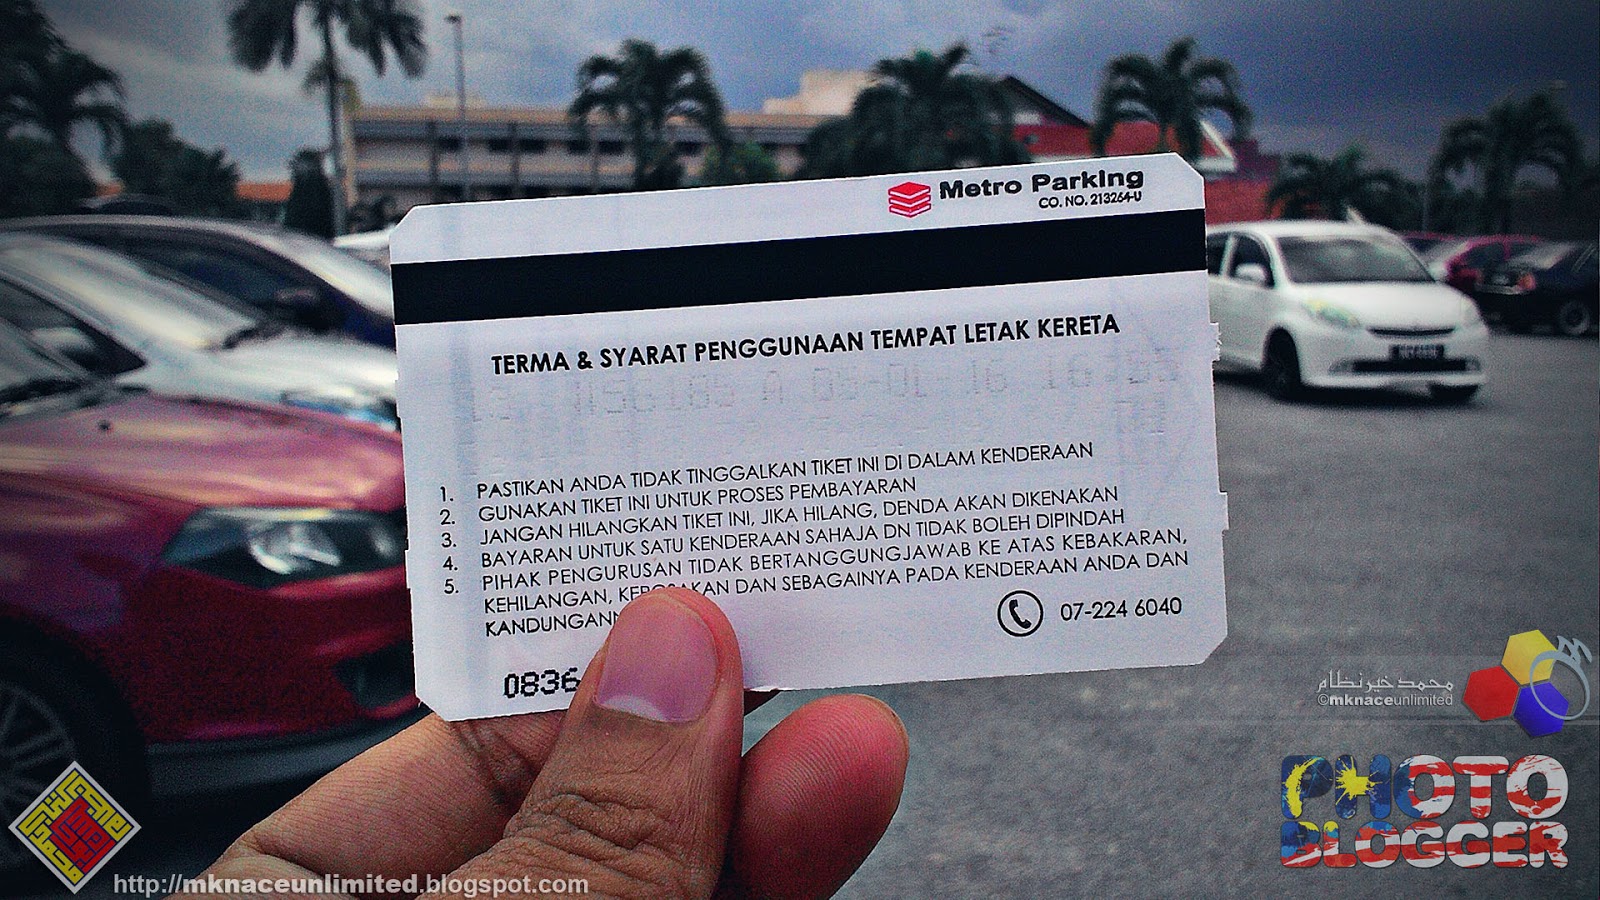 Metro Parking
CO. NO. 213264-U
TERMA & SYARAT PENGGUNAAN TEMPAT LETAK KERETA
1. PASTIKAN ANDA TIDAK TINGGALKAN TIKET INI DI DALAM KENDERAAN
2. GUNAKAN TIKET INI UNTUK PROSES PEMBAYARAN
3. JANGAN HILANGKAN TIKET INI, JIKA HILANG, DENDA AKAN DIKENAKAN
4. BAYARAN UNTUK SATU KENDERAAN SAHAJA DN TIDAK BOLEH DIPINDAH
5. PIHAK PENGURUSAN TIDAK BERTANGGUNGJAWAB KE ATAS KEBAKARAN,
KEHILANGAN, KEROSAKAN DAN SEBAGAINYA PADA KENDERAAN ANDA DAN
KANDUNGANN
07-224 6040
0836
محمد خير نظام
©mknaceunlimited
PHOTO
BLOGGER
http://mknaceunlimited.blogspot.com